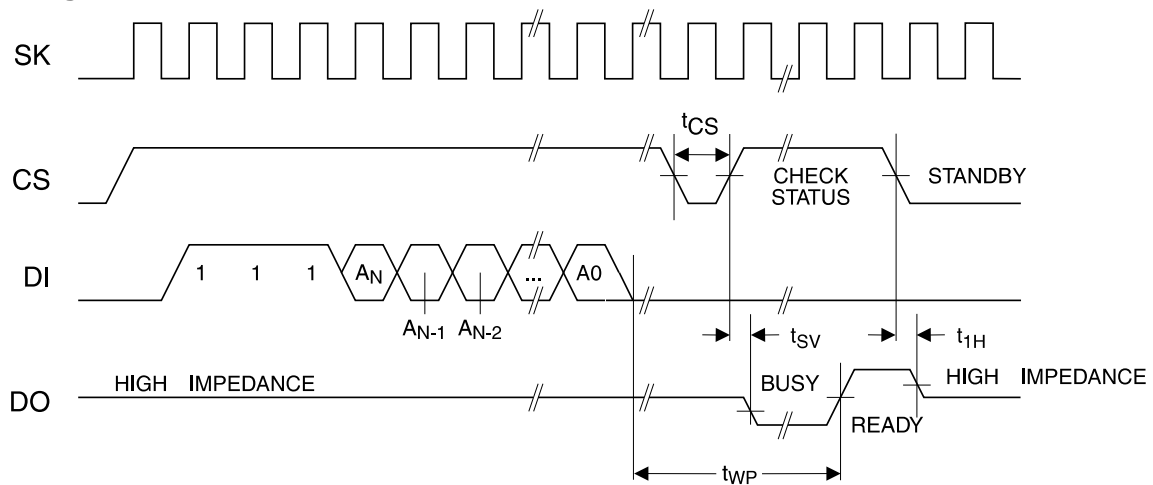 SK
tCS
CS
CHECK
STATUS
STANDBY
DI
1 1 1 AN ... A0
AN-1 AN-2
tSV
t1H
HIGH IMPEDANCE
BUSY
HIGH IMPEDANCE
DO
READY
tWP